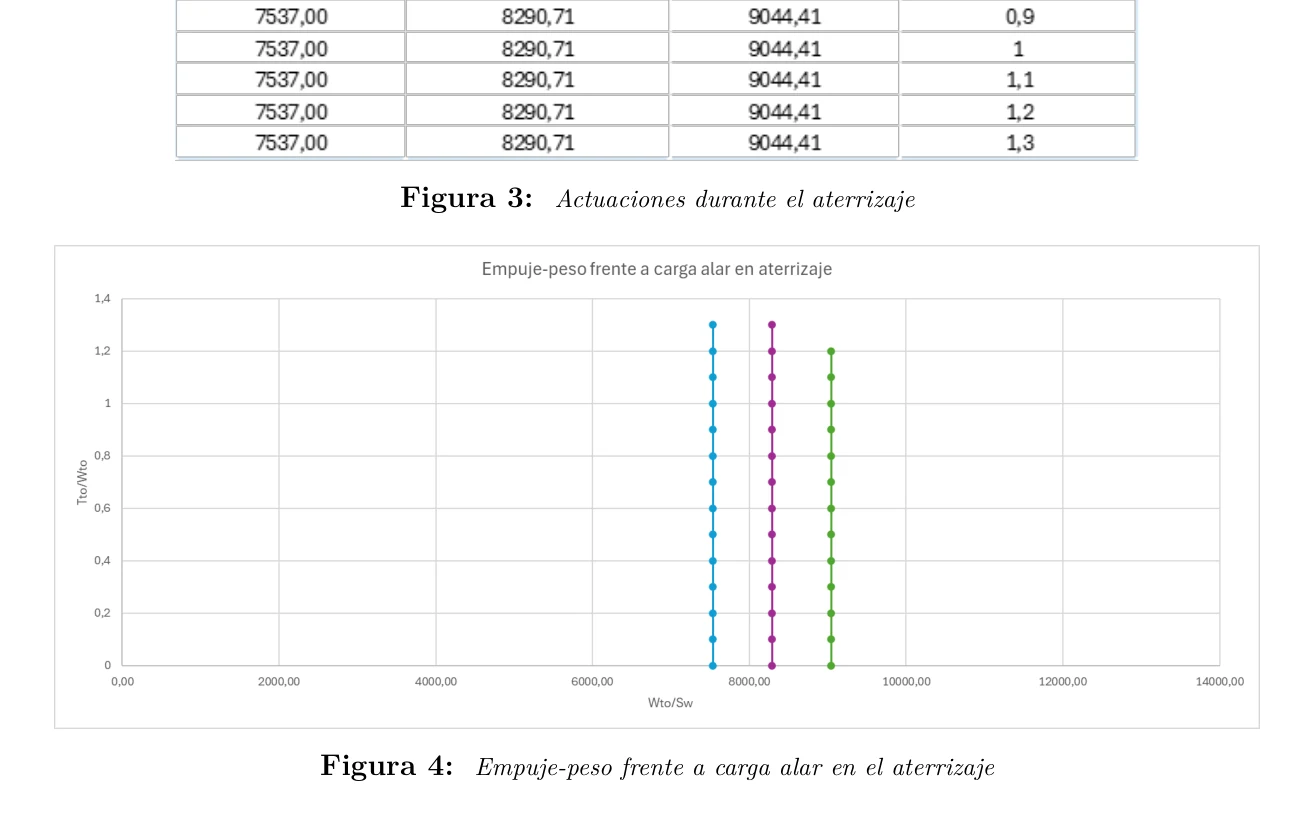 7537,00 8290,71 9044,41 0,9
7537,00 8290,71 9044,41 1
7537,00 8290,71 9044,41 1,1
7537,00 8290,71 9044,41 1,2
7537,00 8290,71 9044,41 1,3
Figura 3: Actuaciones durante el aterrizaje
Empuje-peso frente a carga alar en aterrizaje
1,4
1,2
1
0,8
0,6
0,4
0,2
0
Tto/Wto
0,00 2000,00 4000,00 6000,00 8000,00 10000,00 12000,00 14000,00
Wto/Sw
Figura 4: Empuje-peso frente a carga alar en el aterrizaje